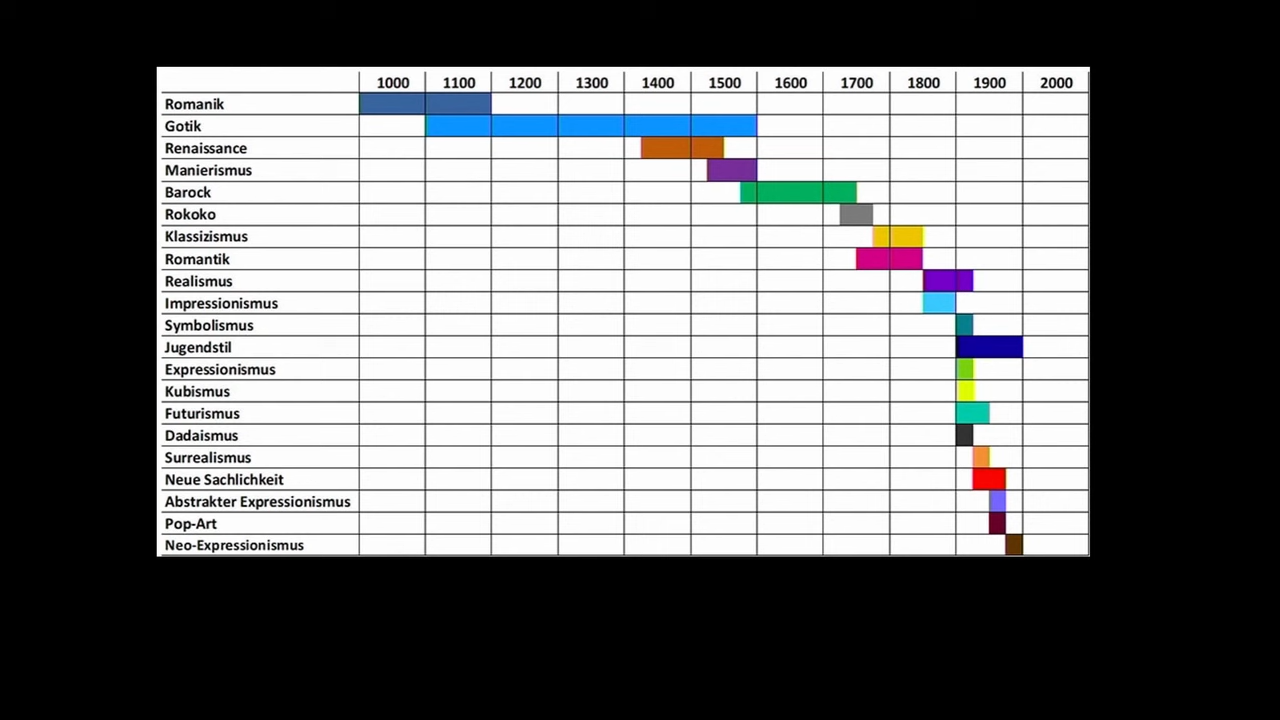 1000 1100 1200 1300 1400 1500 1600 1700 1800 1900 2000
Romanik
Gotik
Renaissance
Manierismus
Barock
Rokoko
Klassizismus
Romantik
Realismus
Impressionismus
Symbolismus
Jugendstil
Expressionismus
Kubismus
Futurismus
Dadaismus
Surrealismus
Neue Sachlichkeit
Abstrakter Expressionismus
Pop-Art
Neo-Expressionismus